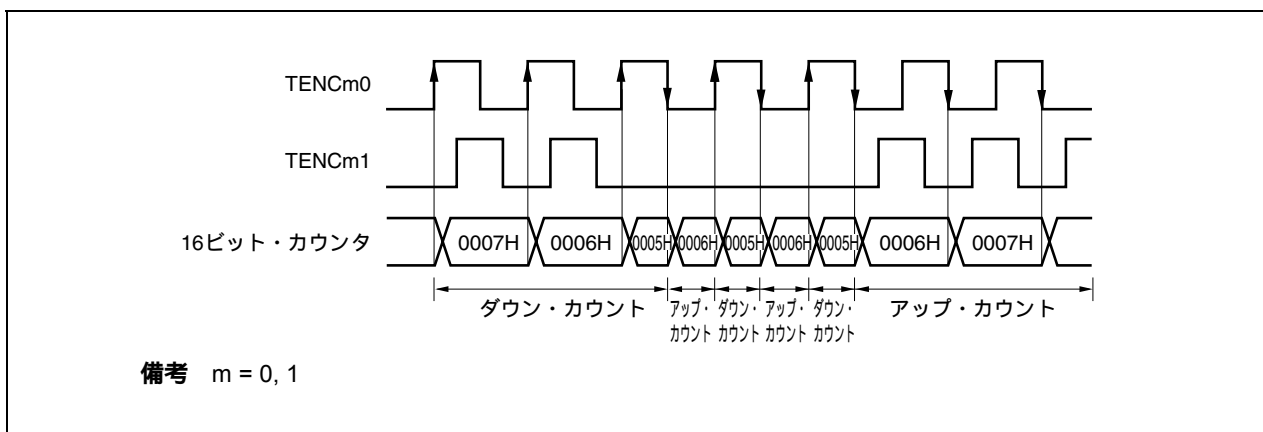 TENCm0
TENCm1
16ビット・カウンタ
0007H 0006H 0005H 0006H 0005H 0006H 0005H 0006H 0007H
ダウン・カウント アップ・ ダウン・ アップ・ ダウン・ アップ・カウント
カウント カウント カウント カウント
備考 m = 0, 1